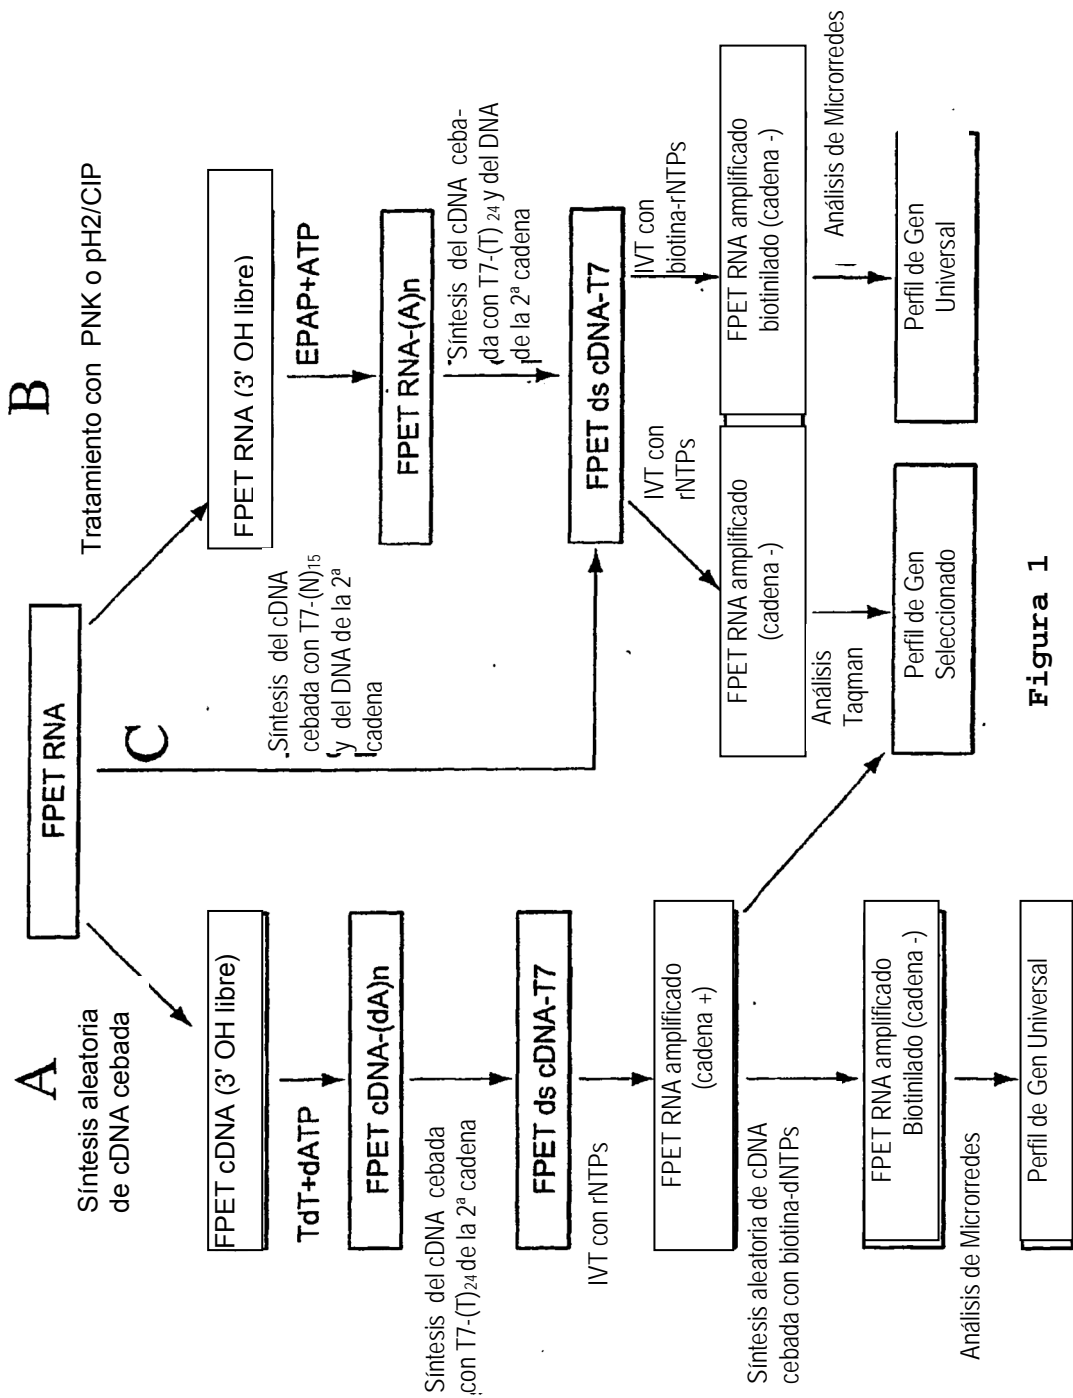 A
Síntesis aleatoria
de cDNA cebada
FPET RNA
B
Tratamiento con PNK o pH2/CIP
FPET cDNA (3' OH libre)
TdT+dATP
FPET cDNA-(dA)n
Síntesis del cDNA cebada
con T7-(T)24 de la 2ª cadena
FPET ds cDNA-T7
IVT con rNTPs
FPET RNA amplificado
(cadena +)
Síntesis aleatoria de cDNA
cebada con biotina-dNTPs
FPET RNA amplificado
Biotinilado (cadena -)
Análisis de Microrredes
Perfil de Gen Universal
C
Síntesis del cDNA
cebada con T7-(N)15
y del DNA de la 2ª
cadena
FPET RNA (3' OH libre)
EPAP+ATP
FPET RNA-(A)n
Síntesis del cDNA ceba-
da con T7-(T) 24 y del DNA
de la 2ª cadena
FPET ds cDNA-T7
IVT con
rNTPs
IVT con
biotina-rNTPs
FPET RNA amplificado
(cadena -)
FPET RNA amplificado
biotinilado (cadena -)
Análisis
Taqman
Análisis de Microrredes
Perfil de Gen
Seleccionado
Perfil de Gen
Universal
Figura 1